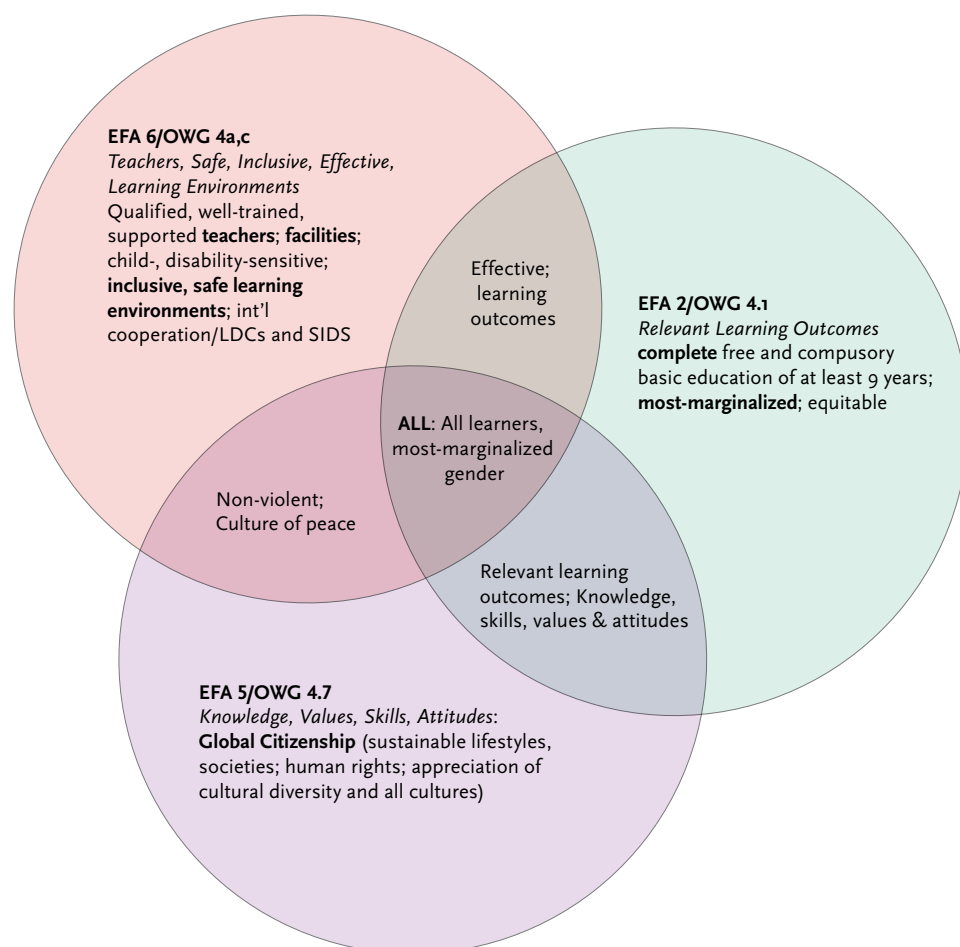 EFA 6/OWG 4a,c
Teachers, Safe, Inclusive, Effective,
Learning Environments
Qualified, well-trained,
supported teachers; facilities;
child-, disability-sensitive;
inclusive, safe learning
environments; int'l
cooperation/LDCs and SIDS
Effective;
learning
outcomes
EFA 2/OWG 4.1
Relevant Learning Outcomes
complete free and compusory
basic education of at least 9 years;
most-marginalized; equitable
ALL: All learners,
most-marginalized
gender
Non-violent;
Culture of peace
Relevant learning
outcomes; Knowledge,
skills, values & attitudes
EFA 5/OWG 4.7
Knowledge, Values, Skills, Attitudes:
Global Citizenship (sustainable lifestyles,
societies; human rights; appreciation of
cultural diversity and all cultures)